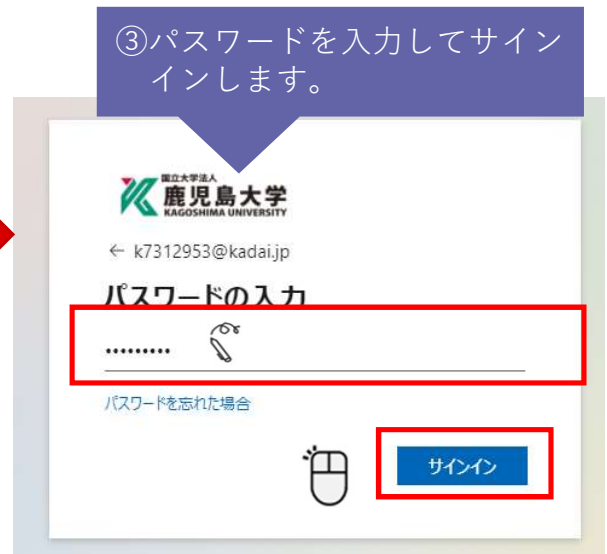 ③パスワードを入力してサイン
インします。
国立大学法人
鹿児島大学
KAGOSHIMA UNIVERSITY
← k7312953@kadai.jp
パスワードの入力
•••••••••
パスワードを忘れた場合
サインイン